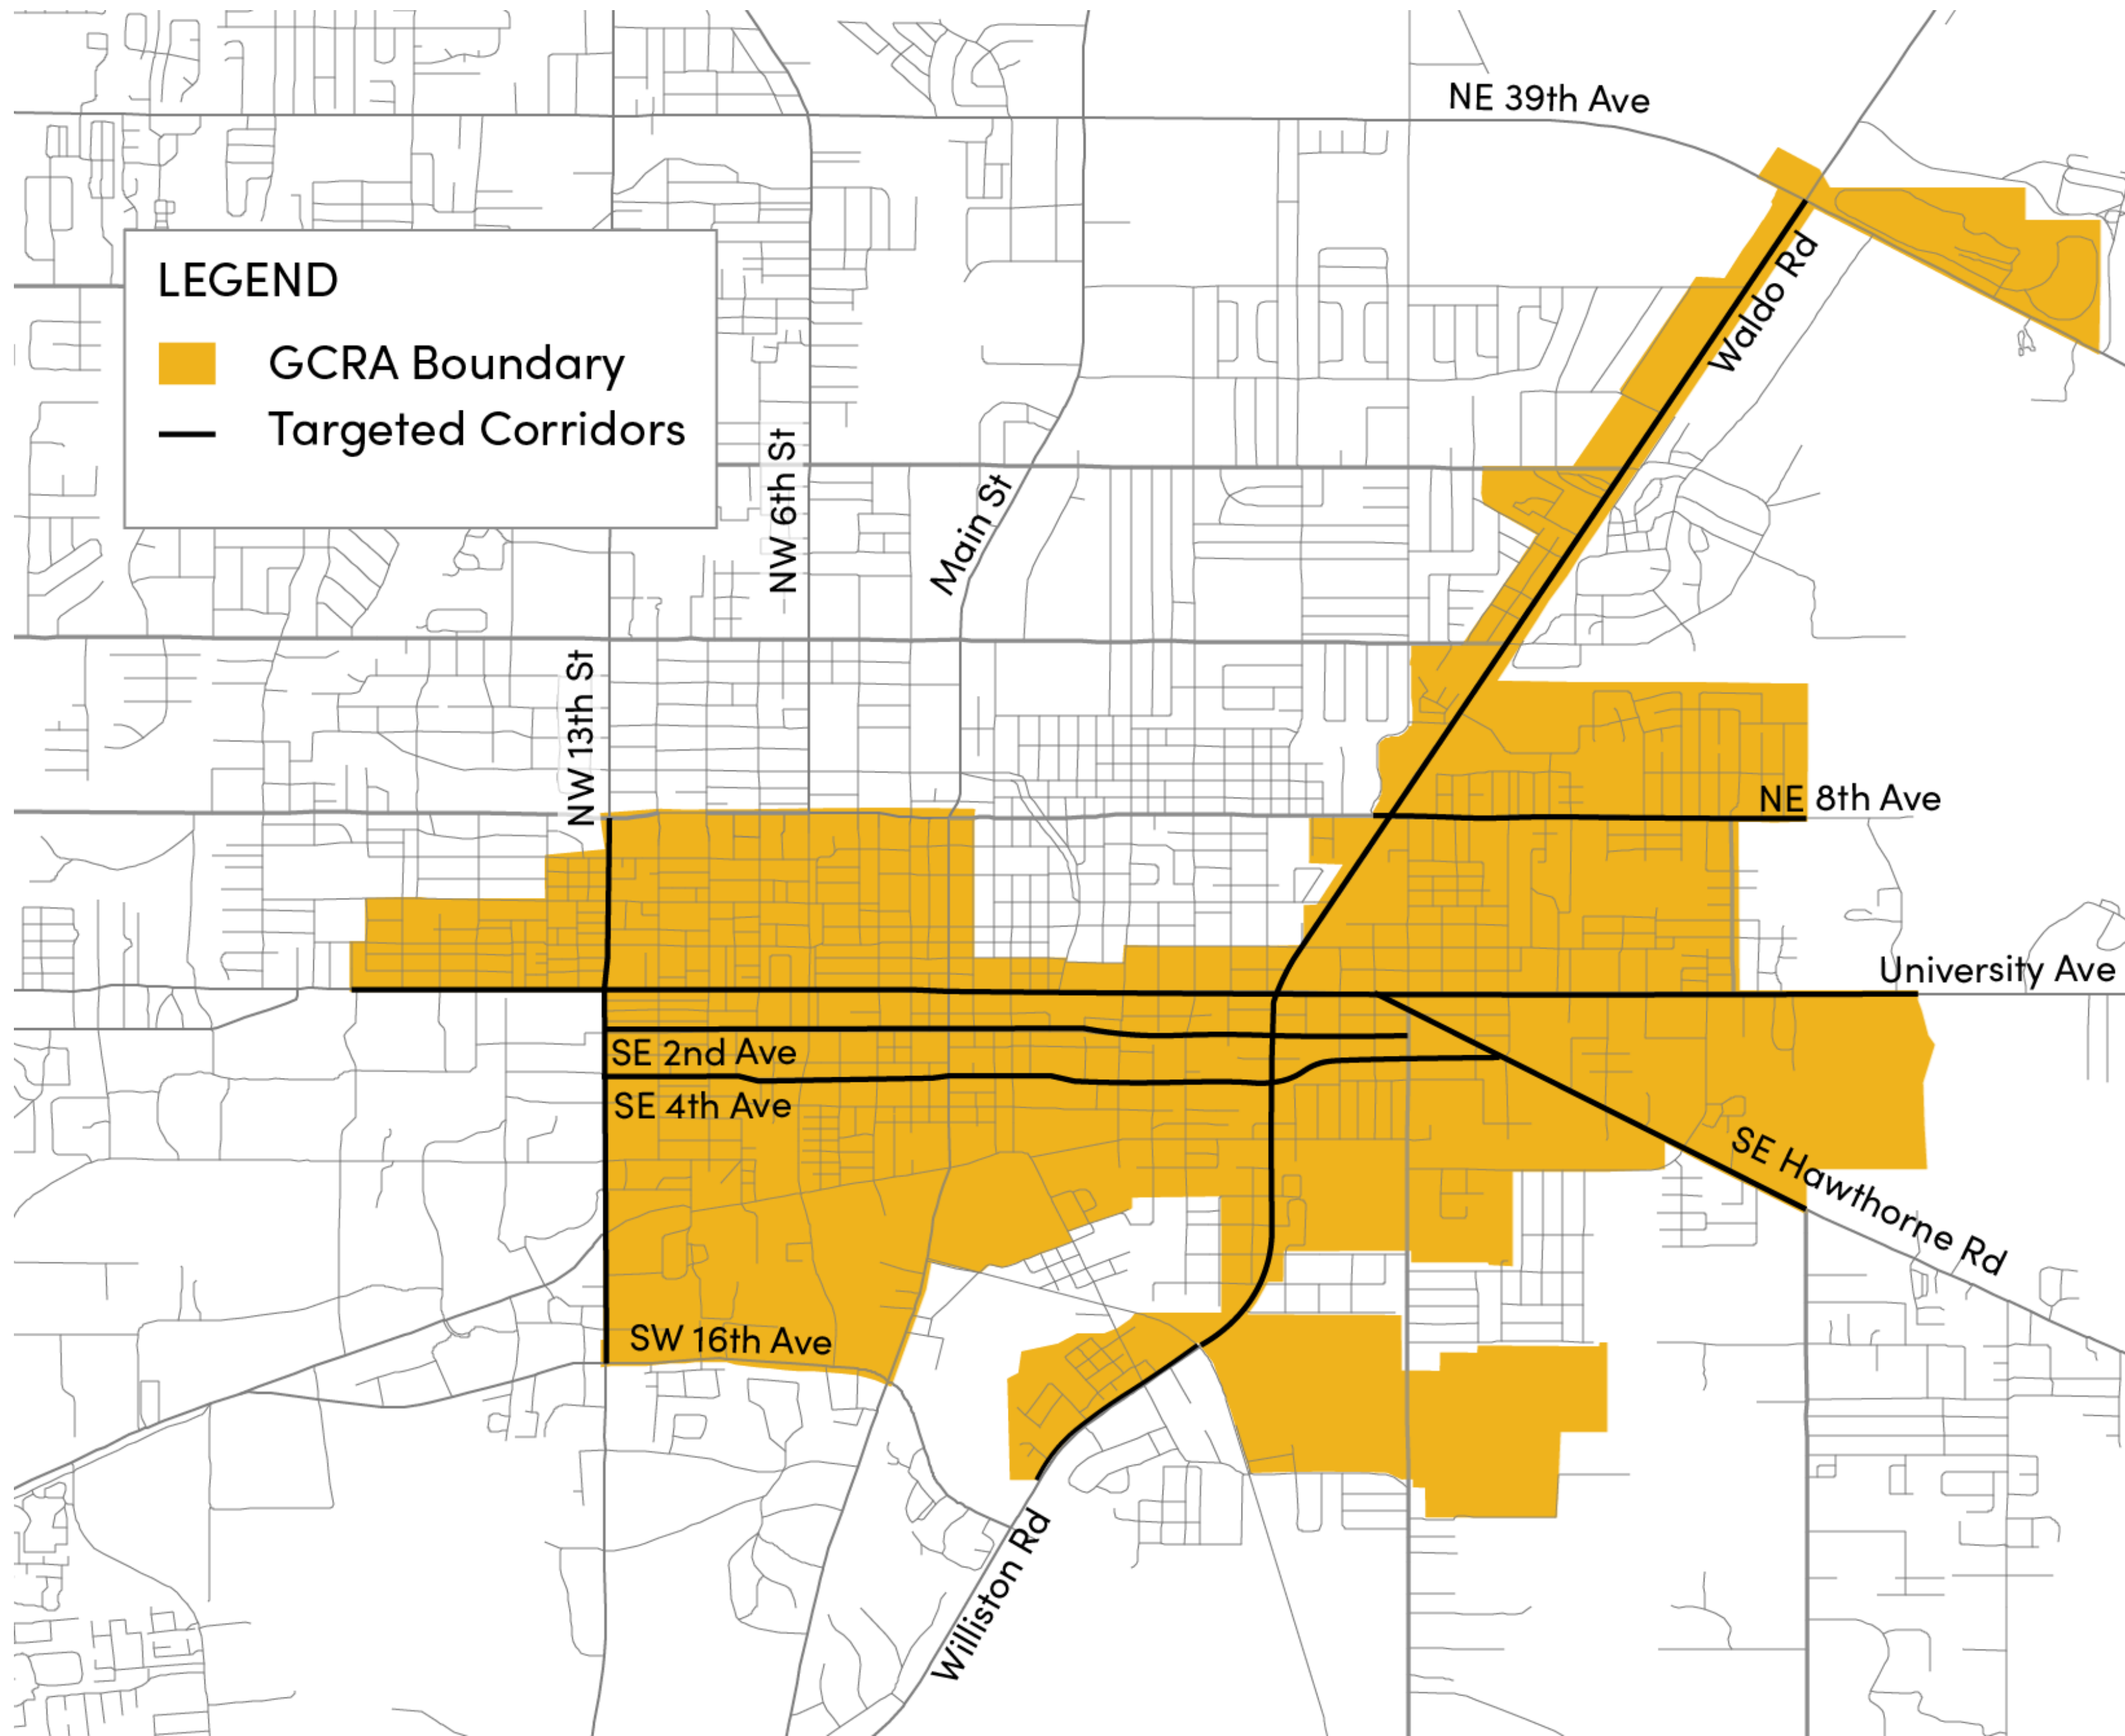 NE 39th Ave
Waldo Rd
LEGEND
GCRA Boundary
Targeted Corridors
NW 6th St
Main St
NW 13th St
NE 8th Ave
University Ave
SE 2nd Ave
SE 4th Ave
SE Hawthorne Rd
SW 16th Ave
Williston Rd